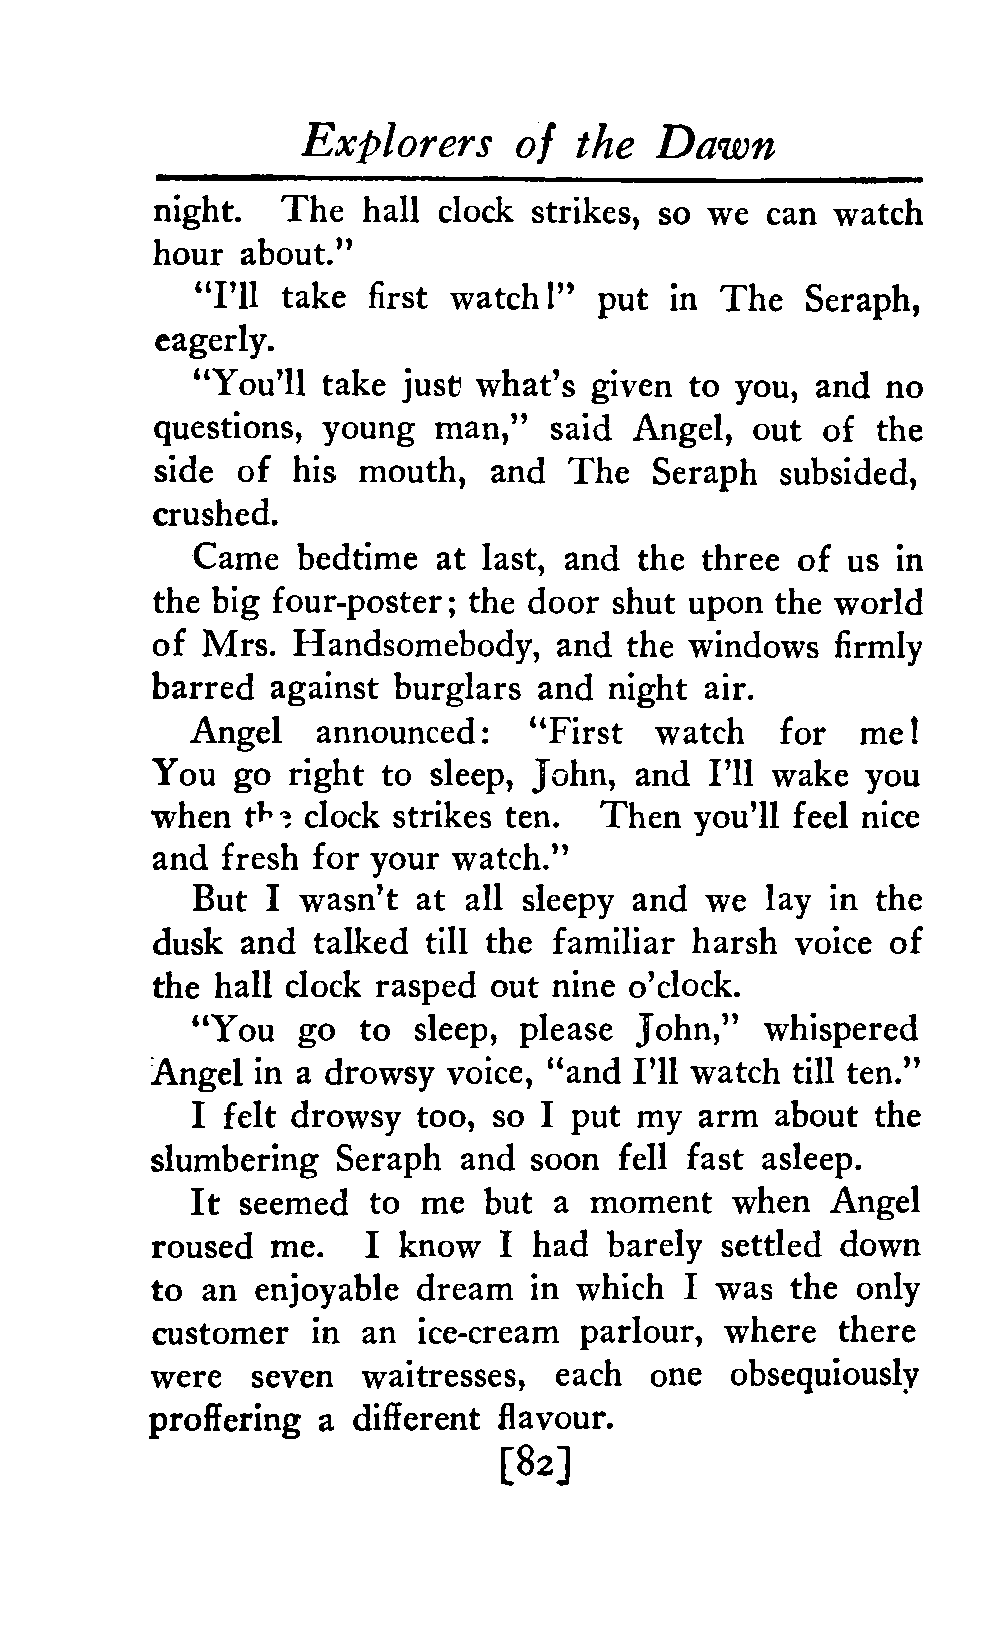 Explorers of the Dawn
night. The hall clock strikes, so we can watch
hour about."
"I'll take first watch!" put in The Seraph,
eagerly.
"You'll take just what's given to you, and no
questions, young man," said Angel, out of the
side of his mouth, and The Seraph subsided,
crushed.
Came bedtime at last, and the three of us in
the big four-poster; the door shut upon the world
of Mrs. Handsomebody, and the windows firmly
barred against burglars and night air.
Angel announced: "First watch for me!
You go right to sleep, John, and I'll wake you
when the clock strikes ten. Then you'll feel nice
and fresh for your watch."
But I wasn't at all sleepy and we lay in the
dusk and talked till the familiar harsh voice of
the hall clock rasped out nine o'clock.
"You go to sleep, please John," whispered
Angel in a drowsy voice, "and I'll watch till ten."
I felt drowsy too, so I put my arm about the
slumbering Seraph and soon fell fast asleep.
It seemed to me but a moment when Angel
roused me. I know I had barely settled down
to an enjoyable dream in which I was the only
customer in an ice-cream parlour, where there
were seven waitresses, each one obsequiously
proffering a different flavour.
[82]